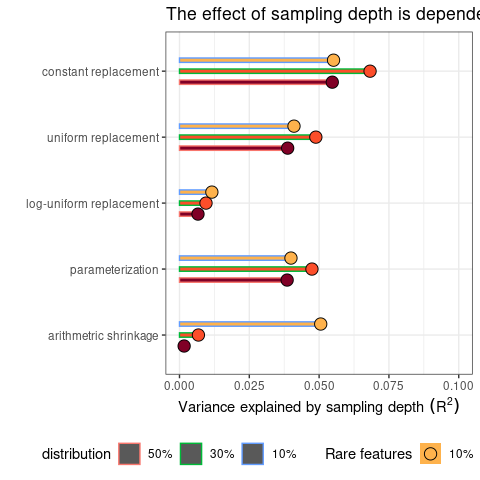 The effect of sampling depth is depende
constant replacement
uniform replacement
log-uniform replacement
parameterization
arithmetric shrinkage
0.000 0.025 0.050 0.075 0.100
Variance explained by sampling depth (R²)
distribution 50% 30% 10% Rare features 10%